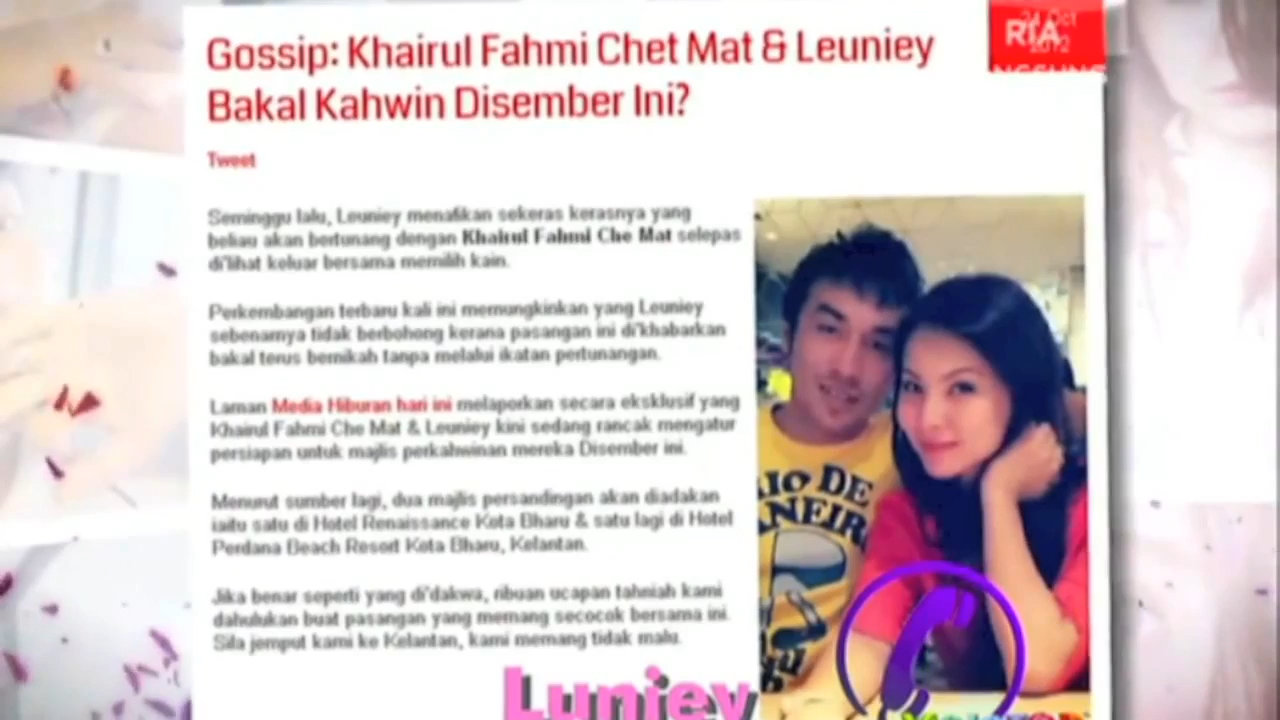 Gossip: Khairul Fahmi Chet Mat & Leuniey
Bakal Kahwin Disember Ini?
RIA
Tweet
Seminggu lalu, Leuniey menafikan sekeras kerasnya yang
beliau akan bertunang dengan Khairul Fahmi Che Mat selepas
di'lihat keluar bersama memilih kain.
Perkembangan terbaru kali ini memungkinkan yang Leuniey
sebenarnya tidak berbohong kerana pasangan ini di'khabarkan
bakal terus bernikah tanpa melalui ikatan pertunangan.
Laman Media Hiburan hari ini melaporkan secara eksklusif yang
Khairul Fahmi Che Mat & Leuniey kini sedang rancak mengatur
persiapan untuk majlis perkahwinan mereka Disember ini.
Menurut sumber lagi, dua majlis persandingan akan diadakan
iaitu satu di Hotel Renaissance Kota Bharu & satu lagi di Hotel
Perdana Beach Resort Kota Bharu, Kelantan.
Jika benar seperti yang di'dakwa, ribuan ucapan tahniah kami
dahulukan buat pasangan yang memang secocok bersama ini.
Sila jemput kami ke Kelantan, kami memang tidak malu.
IO DE
ANEIR
Luniey